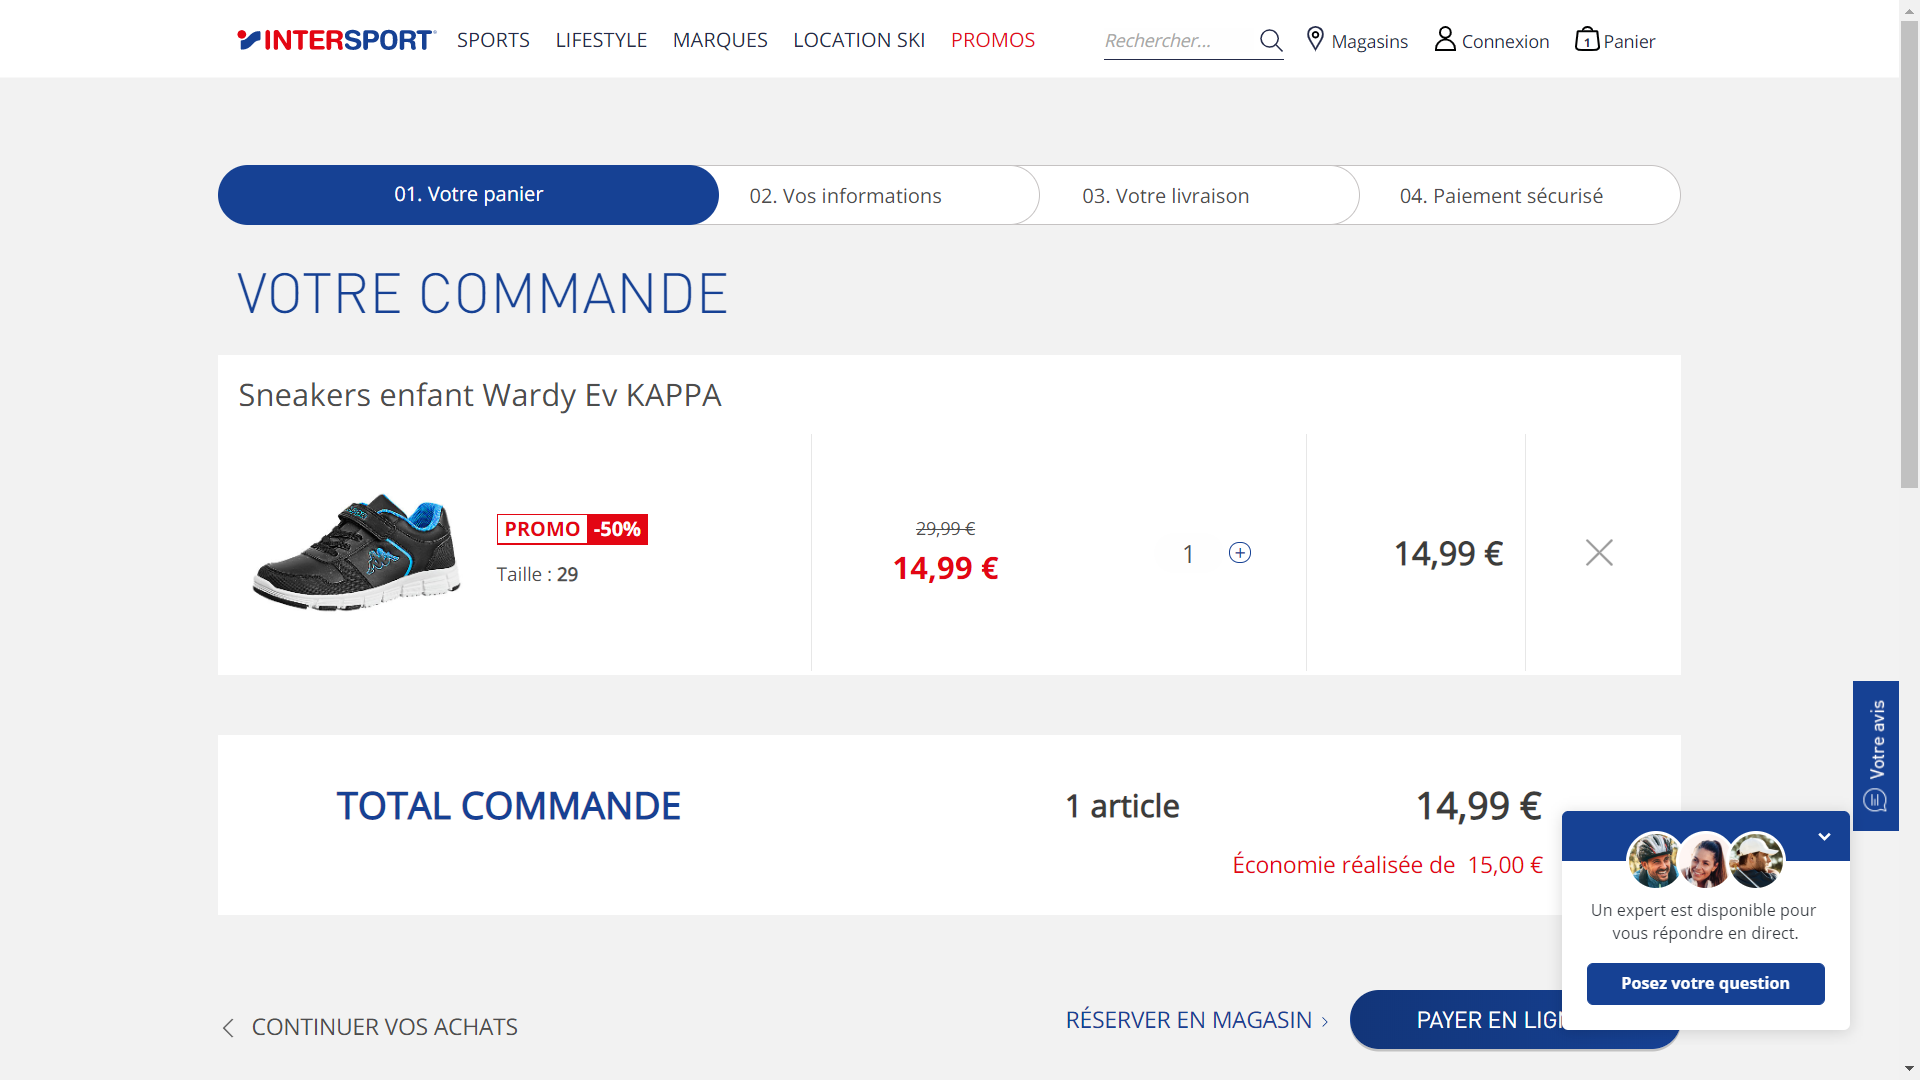 INTERSPORT
SPORTS
LIFESTYLE
MARQUES
LOCATION SKI
PROMOS
Rechercher...
Magasins
Connexion
1
Panier
01. Votre panier
02. Vos informations
03. Votre livraison
04. Paiement sécurisé
VOTRE COMMANDE
Sneakers enfant Wardy Ev KAPPA
PROMO -50%
Taille : 29
29,99 €
14,99 €
1
14,99 €
TOTAL COMMANDE
1 article
14,99 €
Économie réalisée de 15,00 €
Votre avis
Un expert est disponible pour
vous répondre en direct.
Posez votre question
CONTINUER VOS ACHATS
RÉSERVER EN MAGASIN
PAYER EN LIGN